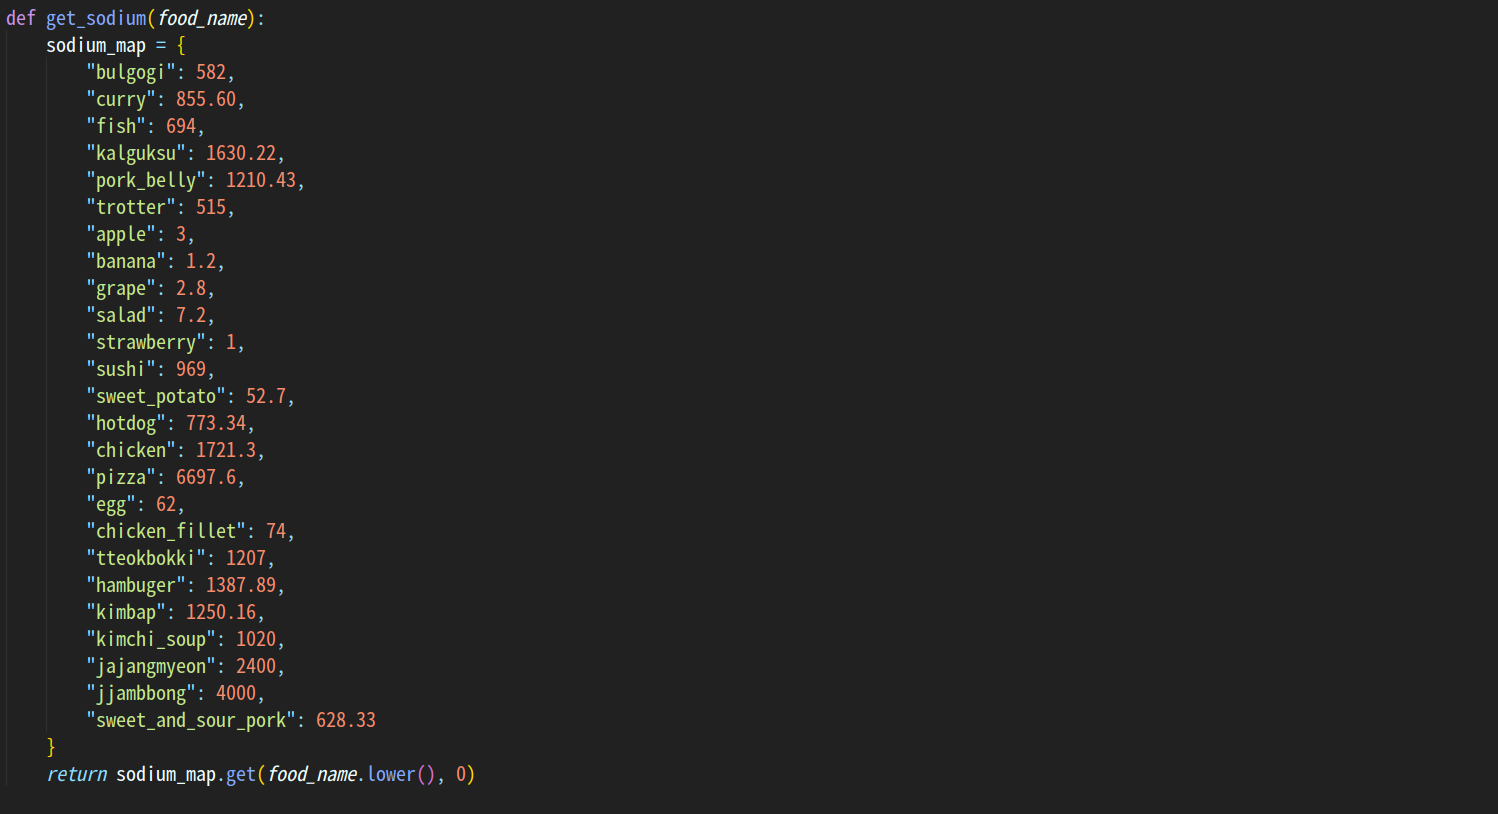 def get_sodium(food_name):
    sodium_map = {
        "bulgogi": 582,
        "curry": 855.60,
        "fish": 694,
        "kalguksu": 1630.22,
        "pork_belly": 1210.43,
        "trotter": 515,
        "apple": 3,
        "banana": 1.2,
        "grape": 2.8,
        "salad": 7.2,
        "strawberry": 1,
        "sushi": 969,
        "sweet_potato": 52.7,
        "hotdog": 773.34,
        "chicken": 1721.3,
        "pizza": 6697.6,
        "egg": 62,
        "chicken_fillet": 74,
        "tteokbokki": 1207,
        "hambuger": 1387.89,
        "kimbap": 1250.16,
        "kimchi_soup": 1020,
        "jajangmyeon": 2400,
        "jjambbong": 4000,
        "sweet_and_sour_pork": 628.33
    }
    return sodium_map.get(food_name.lower(), 0)